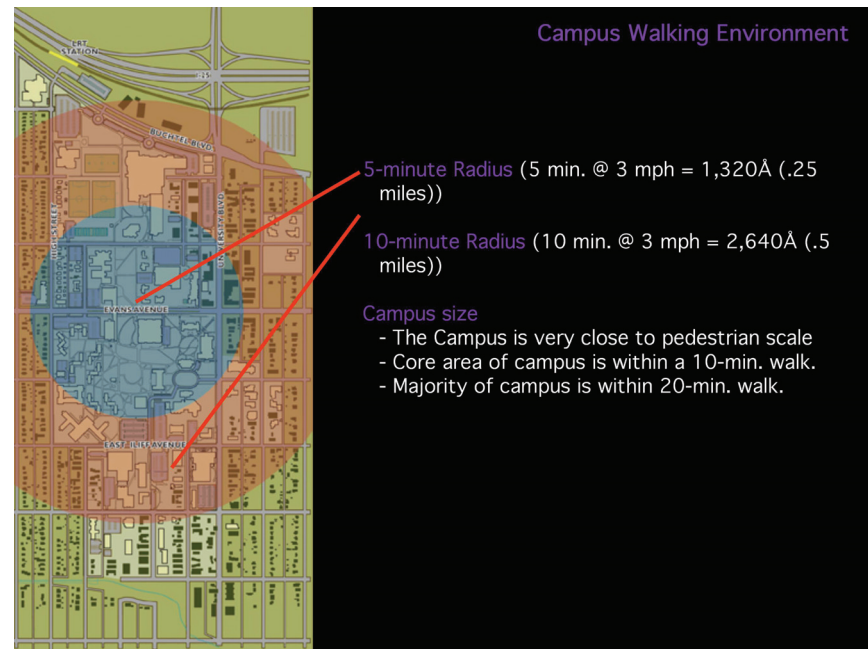 Campus Walking Environment
LRT
STATION
I-25
BUCHTEL BLVD.
HIGH STREET
UNIVERSITY BLVD
EVANS AVENUE
EAST ILIFF AVENUE
5-minute Radius (5 min. @ 3 mph = 1,320Å (.25
miles))
10-minute Radius (10 min. @ 3 mph = 2,640Å (.5
miles))
Campus size
- The Campus is very close to pedestrian scale
- Core area of campus is within a 10-min. walk.
- Majority of campus is within 20-min. walk.